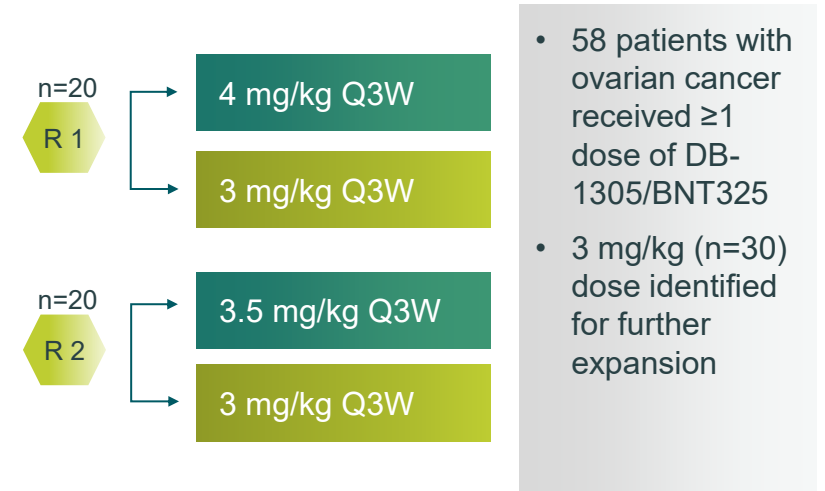 n=20
R 1
4 mg/kg Q3W
3 mg/kg Q3W
n=20
R 2
3.5 mg/kg Q3W
3 mg/kg Q3W
• 58 patients with
ovarian cancer
received ≥1
dose of DB-
1305/BNT325
• 3 mg/kg (n=30)
dose identified
for further
expansion